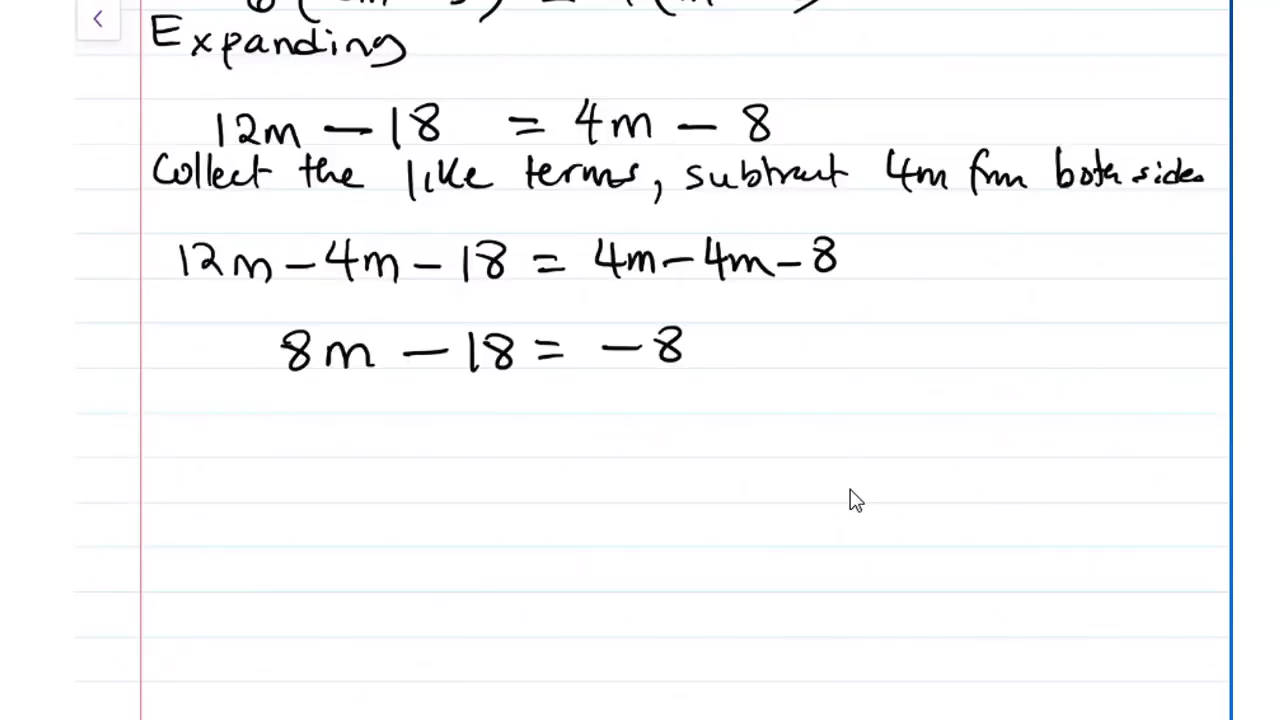 Expanding
12m - 18 = 4m - 8
Collect the like terms, subtract 4m from both sides
12m - 4m - 18 = 4m - 4m - 8
8m - 18 = - 8